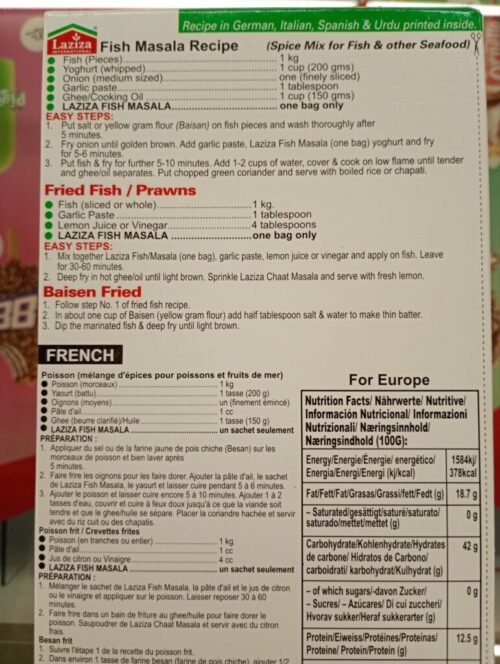 Recipe in German, Italian, Spanish & Urdu printed inside.
Laziza
INTERNATIONAL
Fish Masala Recipe (Spice Mix for Fish & other Seafood)
Fish (Pieces) 1 kg
Yoghurt (whipped) 1 cup (200 gms)
Onion (medium sized) one (finely sliced)
Garlic paste 1 tablespoon
Ghee/Cooking Oil 1 cup (150 gms)
LAZIZA FISH MASALA one bag only
EASY STEPS:
1. Put salt or yellow gram flour (Baisan) on fish pieces and wash thoroughly after
5 minutes.
2. Fry onion until golden brown. Add garlic paste, Laziza Fish Masala (one bag) yoghurt and fry
for 5-6 minutes.
3. Put fish & fry for further 5-10 minutes. Add 1-2 cups of water, cover & cook on low flame until tender
and ghee/oil separates. Put chopped green coriander and serve with boiled rice or chapati.
Fried Fish / Prawns
Fish (sliced or whole) 1 kg.
Garlic Paste 1 tablespoon
Lemon Juice or Vinegar 4 tablespoons
LAZIZA FISH MASALA one bag only
EASY STEPS:
1. Mix together Laziza Fish/Masala (one bag), garlic paste, lemon juice or vinegar and apply on fish. Leave
for 30-60 minutes.
2. Deep fry in hot ghee/oil until light brown. Sprinkle Laziza Chaat Masala and serve with fresh lemon.
Baisen Fried
1. Follow step No. 1 of fried fish recipe.
2. In about one cup of Baisen (yellow gram flour) add half tablespoon salt & water to make thin batter.
3. Dip the marinated fish & deep fry until light brown.
FRENCH
Poisson (mélange d'épices pour poissons et fruits de mer)
Poisson (morceaux) 1 kg
Yaourt (battu) 1 tasse (200 g)
Oignons (moyens) un (finement émincé)
Pâte d'ail 1 cc
Ghee (beurre clarifié)/Huile 1 tasse (150 g)
LAZIZA FISH MASALA un sachet seulement
PRÉPARATION :
1. Appliquer du sel ou de la farine jaune de pois chiche (Besan) sur les
morceaux de poisson et bien laver après
5 minutes.
2. Faire frire les oignons pour les faire dorer. Ajouter la pâte d'ail, le sachet
de Laziza Fish Masala, le yaourt et laisser cuire pendant 5 à 6 minutes.
3. Ajouter le poisson et laisser cuire encore 5 à 10 minutes. Ajouter 1 à 2
tasses d'eau, couvrir et cuire à feux doux jusqu'à ce que la viande soit
tendre et que le ghee/huile se sépare. Placer la coriandre hachée et servir
avec du riz cuit ou des chapatis.
Poisson frit / Crevettes frites
Poisson (en tranches ou entier) 1 kg.
Pâte d'ail 1 cc
Jus de citron ou Vinaigre 4 cc
LAZIZA FISH MASALA un sachet seulement
PRÉPARATION :
1. Mélanger le sachet de Laziza Fish Masala, la pâte d'ail et le jus de citron
ou le vinaigre et appliquer sur le poisson. Laisser reposer 30 à 60
minutes.
2. Faire frire dans un bain de friture au ghee/huile pour faire dorer le
poisson. Saupoudrer de Laziza Chaat Masala et servir avec du citron
frais.
Besan frit
1. Suivre l'étape 1 de la recette du poisson frit.
2. Dans environ 1 tasse de farine besan (farine de pois chiche), ajouter 1/2
For Europe
Nutrition Facts/ Nährwerte/ Nutritive/
Información Nutricional/ Informazioni
Nutrizionali/ Næringsinnhold/
Næringsindhold (100G):
Energy/Energie/Énergie/ energético/ 1584kj/
Energia/Energi/Energi (kj/kcal) 378kcal
Fat/Fett/Fat/Grasas/Grassi/fett/Fedt (g) 18.7 g
– Saturated/gesättigt/saturé/saturato/ 0 g
saturado/mettet/mettet (g)
Carbohydrate/Kohlenhydrate/Hydrates 42 g
de carbone/ Hidratos de Carbono/
carboidrati/ karbohydrat/Kulhydrat (g)
– of which sugars/-davon Zucker/ 0 g
– Sucres/ – Azúcares/ Di cui zuccheri/
Hvorav sukker/Heraf sukkerarter (g)
Protein/Eiweiss/Protéines/Proteinas/ 12.5 g
Proteine/ Protein/Protein (g)